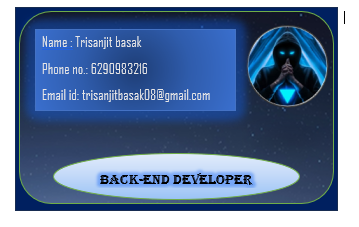 Name : Trisanjit basak
Phone no.: 6290983216
Email id: trisanjitbasak08@gmail.com
BACK-END DEVELOPER